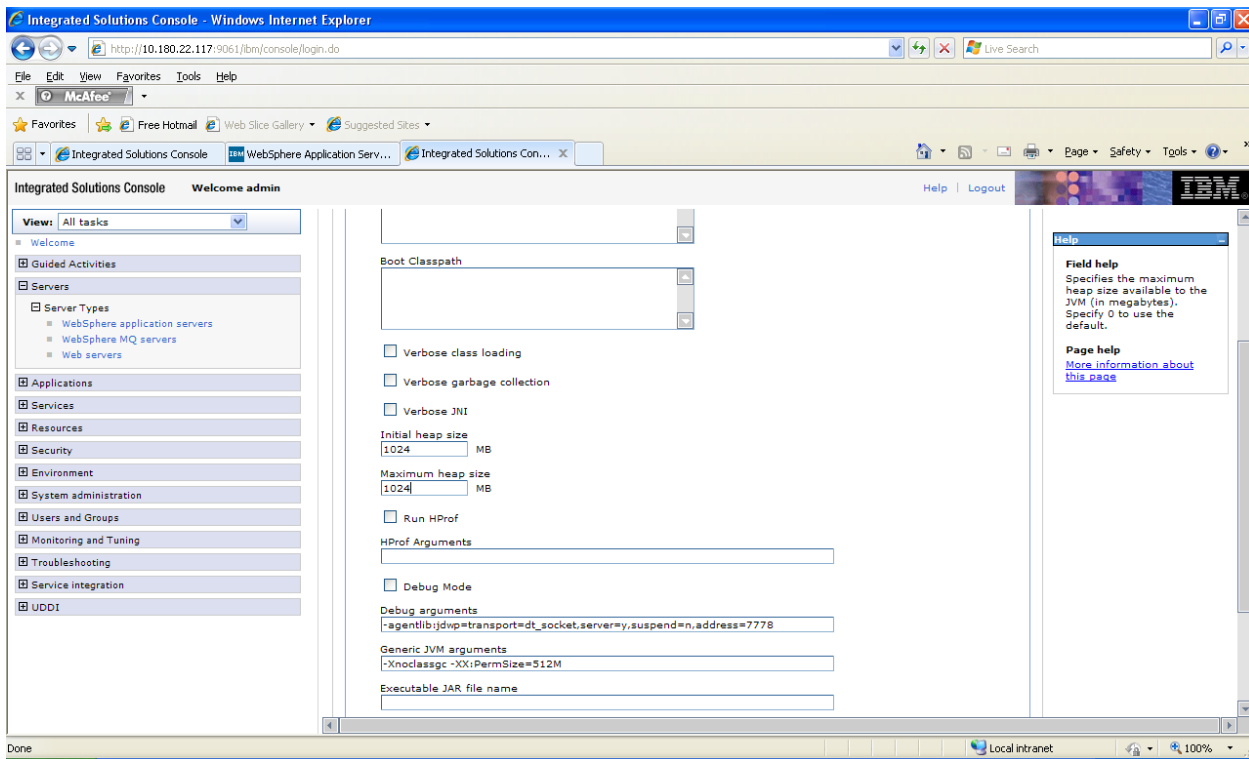 Integrated Solutions Console - Windows Internet Explorer
http://10.180.22.117:9061/ibm/console/login.do
Live Search
File Edit View Favorites Tools Help
X McAfee
Favorites Free Hotmail Web Slice Gallery Suggested Sites
Integrated Solutions Console WebSphere Application Serv... Integrated Solutions Con... X Page Safety Tools »
Integrated Solutions Console Welcome admin Help | Logout IBM
View: All tasks
Welcome
Guided Activities
Servers
Server Types
WebSphere application servers
WebSphere MQ servers
Web servers
Applications
Services
Resources
Security
Environment
System administration
Users and Groups
Monitoring and Tuning
Troubleshooting
Service integration
UDDI
Boot Classpath
Verbose class loading
Verbose garbage collection
Verbose JNI
Initial heap size
1024 MB
Maximum heap size
1024 MB
Run HProf
HProf Arguments
Debug Mode
Debug arguments
-agentlib:jdwp=transport=dt_socket,server=y,suspend=n,address=7778
Generic JVM arguments
-Xnoclassgc -XX:PermSize=512M
Executable JAR file name
Help
Field help
Specifies the maximum
heap size available to the
JVM (in megabytes).
Specify 0 to use the
default.
Page help
More information about
this page
Done Local intranet 100%